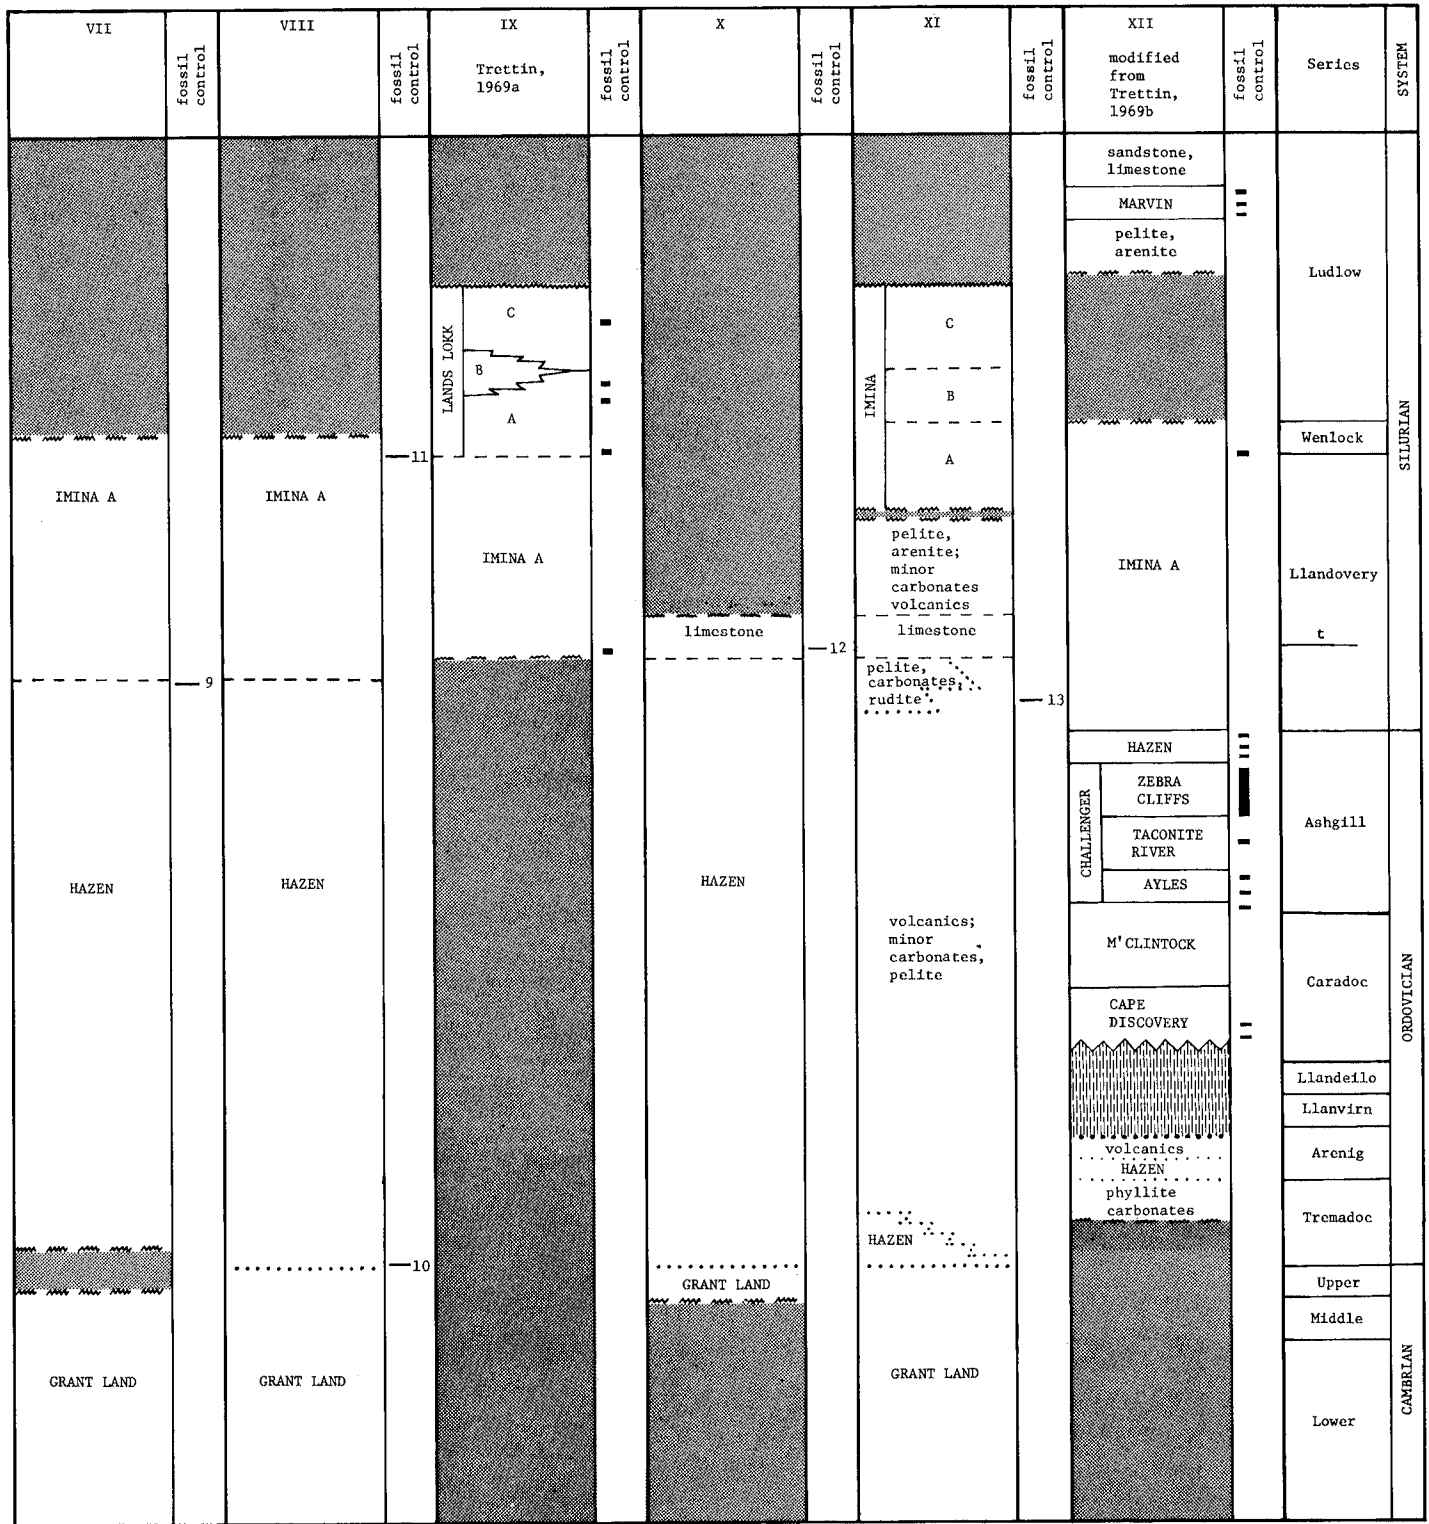 VII
fossil control
VIII
fossil control
IX
Trettin,
1969a
fossil control
X
fossil control
XI
fossil control
XII
modified
from
Trettin,
1969b
fossil control
Series
SYSTEM
IMINA A
9
HAZEN
GRANT LAND
IMINA A
HAZEN
GRANT LAND
11
10
LANDS LOKK
C
B
A
IMINA A
limestone
HAZEN
GRANT LAND
12
IMINA
C
B
A
pelite,
arenite;
minor
carbonates
volcanics
limestone
pelite,
carbonates,
rudite
volcanics;
minor
carbonates,
pelite
HAZEN
GRANT LAND
13
sandstone,
limestone
MARVIN
pelite,
arenite
IMINA A
HAZEN
CHALLENGER
ZEBRA
CLIFFS
TACONITE
RIVER
AYLES
M'CLINTOCK
CAPE
DISCOVERY
volcanics
HAZEN
phyllite
carbonates
Ludlow
Wenlock
Llandovery
t
Ashgill
Caradoc
Llandeilo
Llanvirn
Arenig
Tremadoc
Upper
Middle
Lower
SILURIAN
ORDOVICIAN
CAMBRIAN